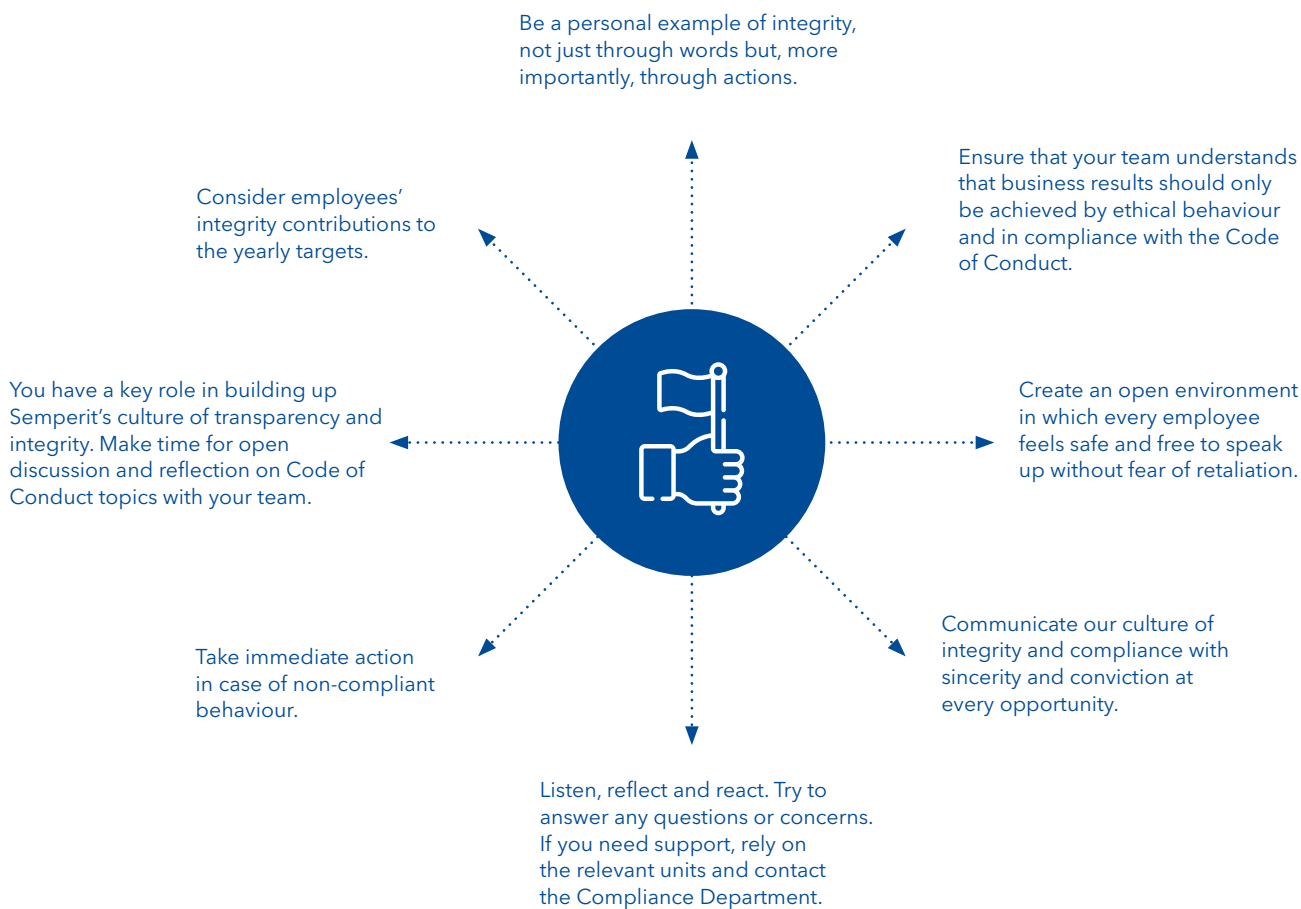 Be a personal example of integrity,
not just through words but, more
importantly, through actions.
Ensure that your team understands
that business results should only
be achieved by ethical behaviour
and in compliance with the Code
of Conduct.
Create an open environment
in which every employee
feels safe and free to speak
up without fear of retaliation.
Communicate our culture of
integrity and compliance with
sincerity and conviction at
every opportunity.
Listen, reflect and react. Try to
answer any questions or concerns.
If you need support, rely on
the relevant units and contact
the Compliance Department.
Take immediate action
in case of non-compliant
behaviour.
You have a key role in building up
Semperit’s culture of transparency and
integrity. Make time for open
discussion and reflection on Code of
Conduct topics with your team.
Consider employees’
integrity contributions to
the yearly targets.